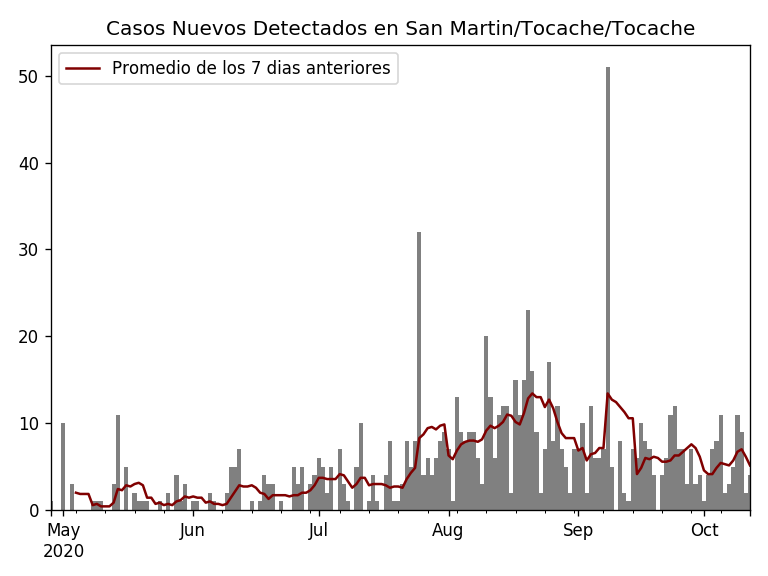 Casos Nuevos Detectados en San Martin/Tocache/Tocache
Promedio de los 7 dias anteriores
50
40
30
20
10
0
May Jun Jul Aug Sep Oct
2020